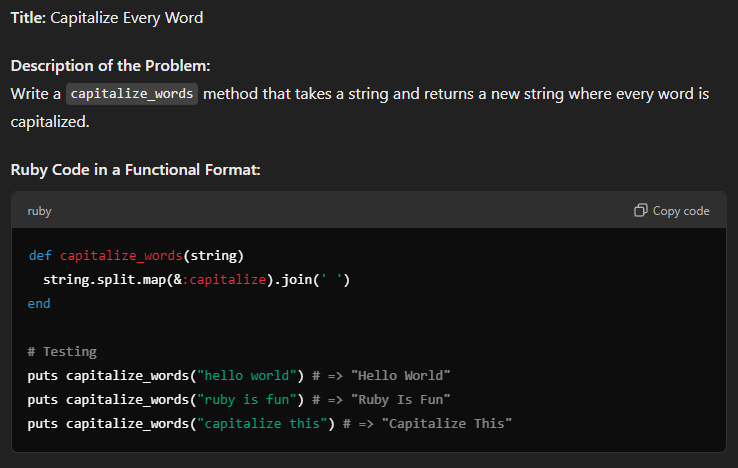 Title: Capitalize Every Word
Description of the Problem:
Write a capitalize_words method that takes a string and returns a new string where every word is
capitalized.
Ruby Code in a Functional Format:
ruby
Copy code
def capitalize_words(string)
  string.split.map(&:capitalize).join(' ')
end
# Testing
puts capitalize_words("hello world") # => "Hello World"
puts capitalize_words("ruby is fun") # => "Ruby Is Fun"
puts capitalize_words("capitalize this") # => "Capitalize This"